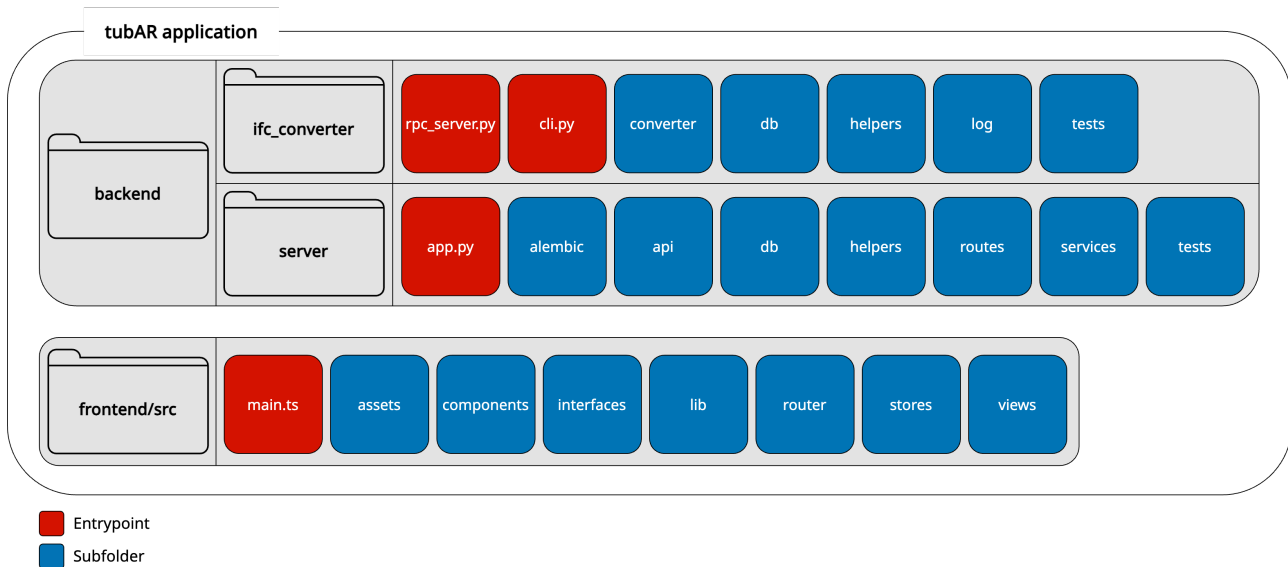 tubAR application
backend
ifc_converter
rpc_server.py
cli.py
converter
db
helpers
log
tests
server
app.py
alembic
api
db
helpers
routes
services
tests
frontend/src
main.ts
assets
components
interfaces
lib
router
stores
views
Entrypoint
Subfolder